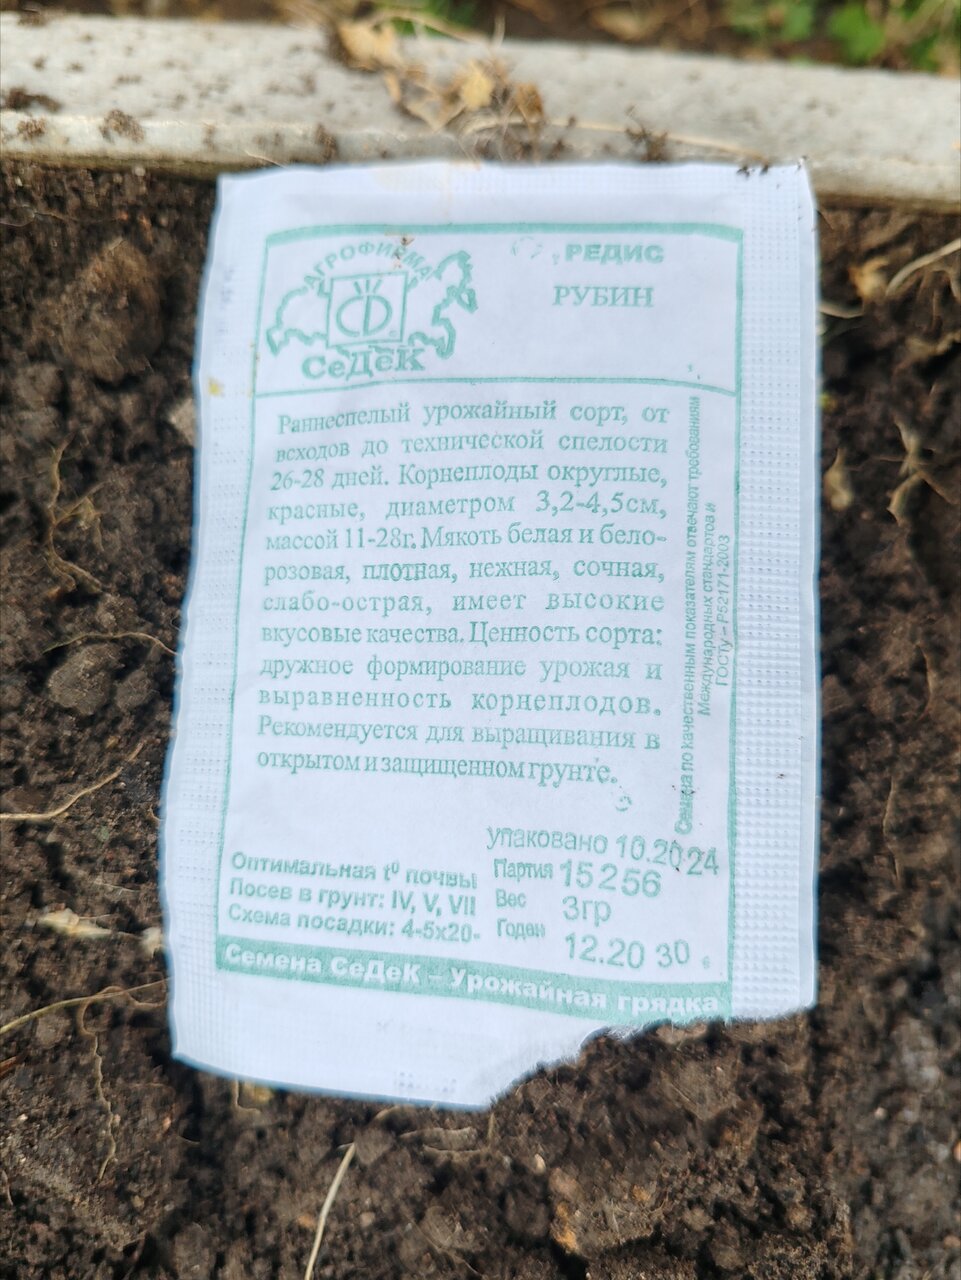 АГРОФИРМА
СеДеК
РЕДИС
РУБИН
Раннеспелый урожайный сорт, от
всходов до технической спелости
26-28 дней. Корнеплоды округлые,
красные, диаметром 3,2-4,5см,
массой 11-28г. Мякоть белая и бело-
розовая, плотная, нежная, сочная,
слабо-острая, имеет высокие
вкусовые качества. Ценность сорта:
дружное формирование урожая и
выравненность корнеплодов.
Рекомендуется для выращивания в
открытом и защищенном грунте.
Семена по качественным показателям отвечают требованиям
Международных стандартов и
ГОСТу – Р52171-2003
Оптимальная t⁰ почвы
Посев в грунт: IV, V, VII
Схема посадки: 4-5х20-
упаковано 10.2024
Партия 15256
Вес 3гр
Годен 12.2030
Семена СеДеК – Урожайная грядка